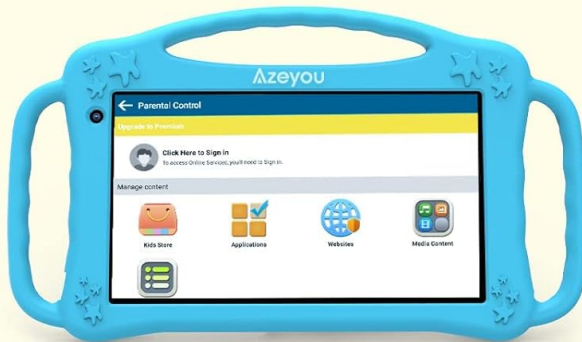 Azeyou
Parental Control
Upgrade to Premium
Click Here to Sign in
To access Online Services, you'll need to Sign in.
Manage content
Kids Store
Applications
Websites
Media Content